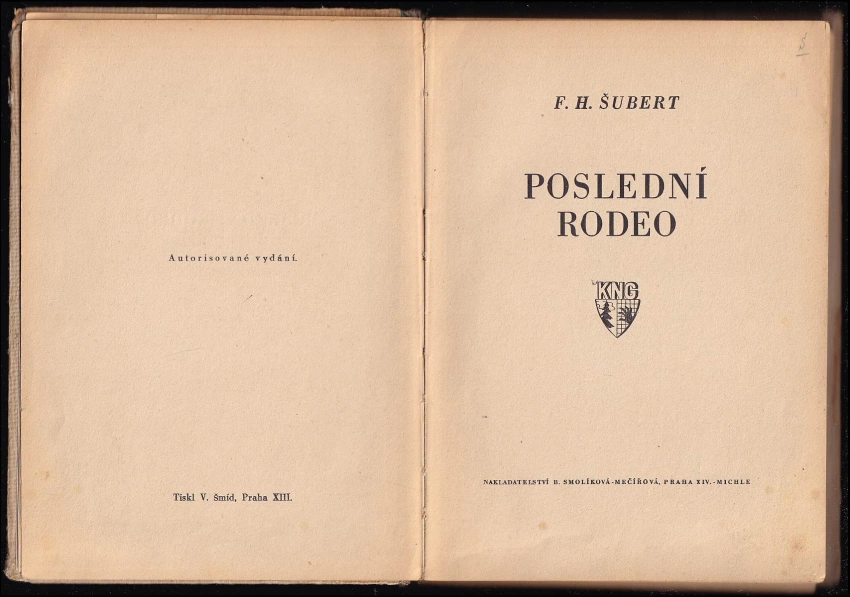 Autorisované vydání.
Tiskl V. Šmíd, Praha XIII.
F. H. ŠUBERT
POSLEDNÍ
RODEO
KNG
NAKLADATELSTVÍ B. SMOLÍKOVÁ-MEČÍŘOVÁ, PRAHA XIV.-MICHLE